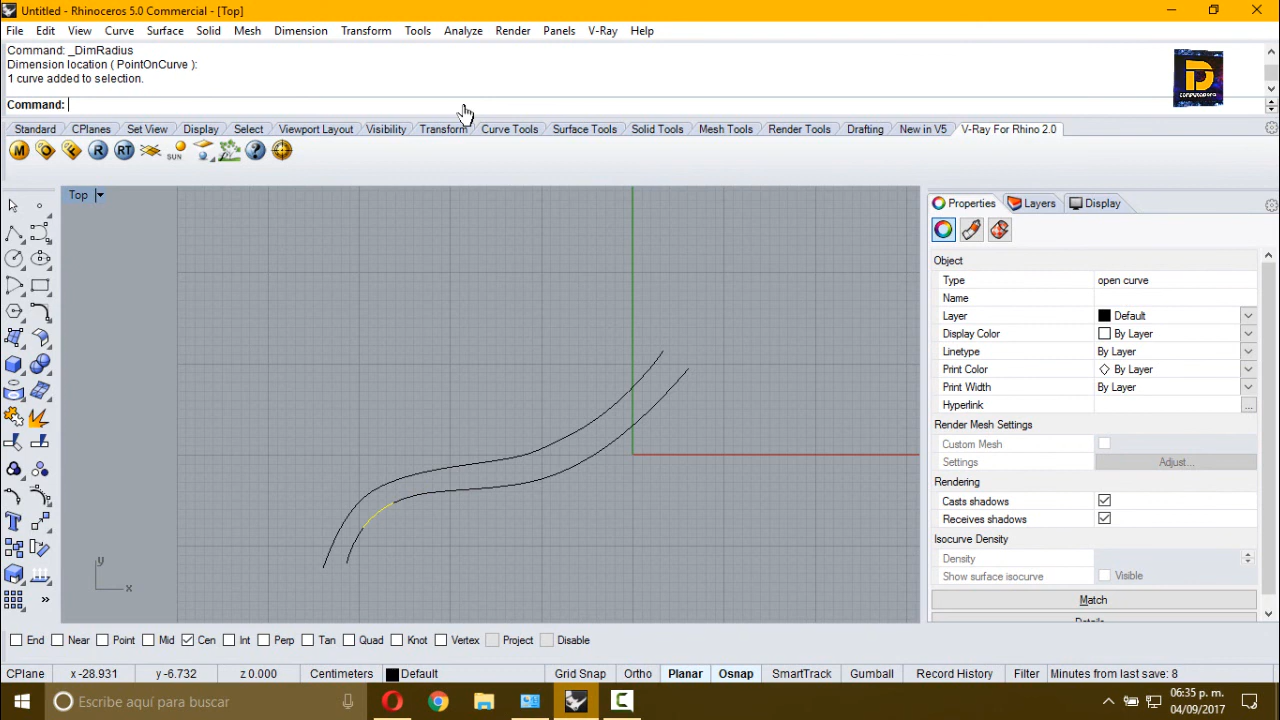 Untitled - Rhinoceros 5.0 Commercial - [Top]
File Edit View Curve Surface Solid Mesh Dimension Transform Tools Analyze Render Panels V-Ray Help
Command: _DimRadius
Dimension location ( PointOnCurve ):
1 curve added to selection.
Command:
COMPUTOPERO
Standard CPlanes Set View Display Select Viewport Layout Visibility Transform Curve Tools Surface Tools Solid Tools Mesh Tools Render Tools Drafting New in V5 V-Ray For Rhino 2.0
M R RT SUN ?
Top
Properties Layers Display
Object
Type open curve
Name
Layer Default
Display Color By Layer
Linetype By Layer
Print Color By Layer
Print Width By Layer
Hyperlink ...
Render Mesh Settings
Custom Mesh
Settings Adjust...
Rendering
Casts shadows
Receives shadows
Isocurve Density
Density
Show surface isocurve Visible
Match
y
x
End Near Point Mid Cen Int Perp Tan Quad Knot Vertex Project Disable
CPlane x -28.931 y -6.732 z 0.000 Centimeters Default Grid Snap Ortho Planar Osnap SmartTrack Gumball Record History Filter Minutes from last save: 8
Escribe aquí para buscar
06:35 p. m.
04/09/2017